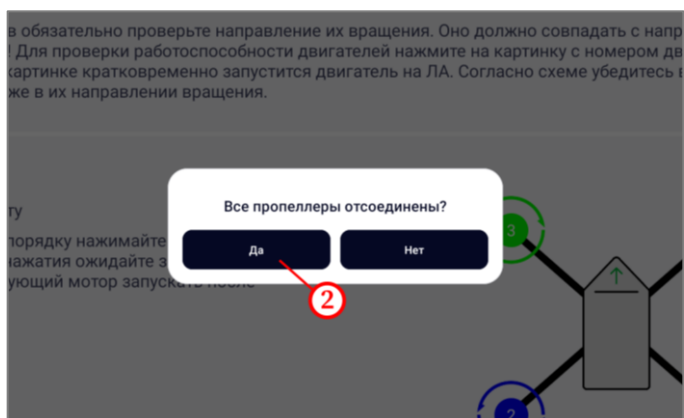 в обязательно проверьте направление их вращения. Оно должно совпадать с напр
! Для проверки работоспособности двигателей нажмите на картинку с номером дв
картинке кратковременно запустится двигатель на ЛА. Согласно схеме убедитесь в
же в их направлении вращения.
Все пропеллеры отсоединены?
ту
Да
Нет
3
порядку нажимайте
нажатия ожидайте з
ующий мотор запускать после
2
2